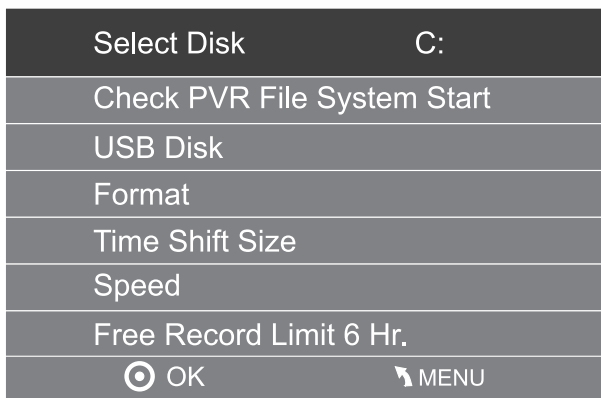 Select Disk C:
Check PVR File System Start
USB Disk
Format
Time Shift Size
Speed
Free Record Limit 6 Hr.
OK MENU